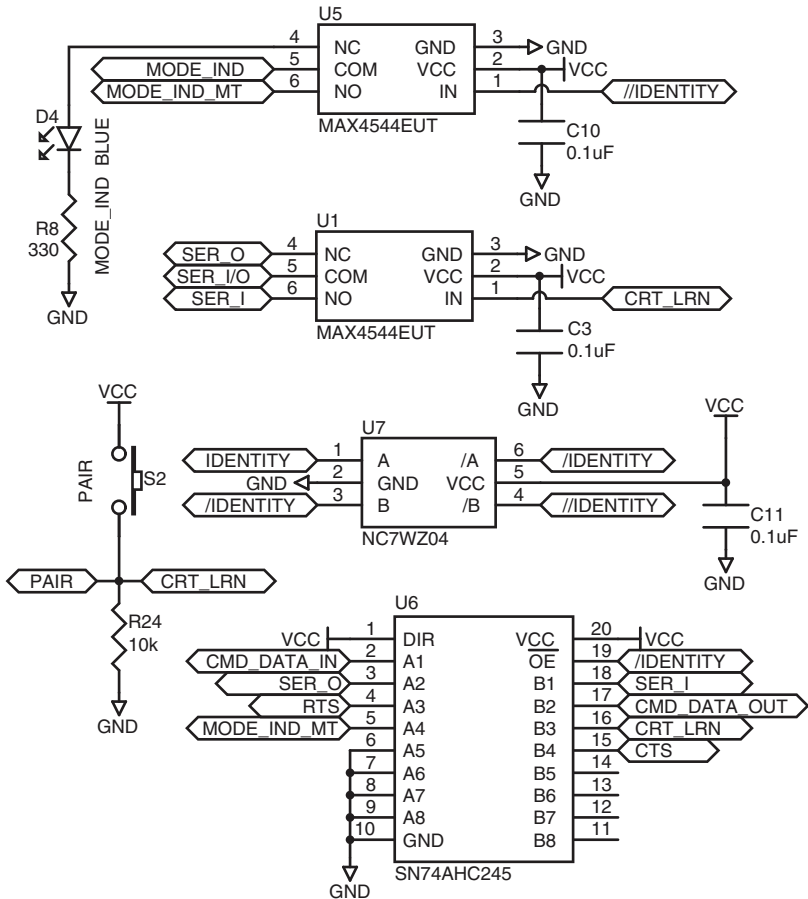 U5
4 NC GND 3 GND
MODE_IND 5 COM VCC 2 VCC
MODE_IND_MT 6 NO IN 1 //IDENTITY
MAX4544EUT
D4
MODE_IND BLUE
R8
330
GND
C10
0.1uF
GND
U1
SER_O 4 NC GND 3 GND
SER_I/O 5 COM VCC 2 VCC
SER_I 6 NO IN 1 CRT_LRN
MAX4544EUT
C3
0.1uF
GND
VCC
PAIR
S2
PAIR CRT_LRN
R24
10k
GND
U7
IDENTITY 1 A /A 6 /IDENTITY
GND 2 GND VCC 5
/IDENTITY 3 B /B 4 //IDENTITY
NC7WZ04
VCC
C11
0.1uF
GND
U6
VCC 1 DIR VCC 20 VCC
CMD_DATA_IN 2 A1 OE 19 /IDENTITY
SER_O 3 A2 B1 18 SER_I
RTS 4 A3 B2 17 CMD_DATA_OUT
MODE_IND_MT 5 A4 B3 16 CRT_LRN
6 A5 B4 15 CTS
7 A6 B5 14
8 A7 B6 13
9 A8 B7 12
10 GND B8 11
SN74AHC245
GND